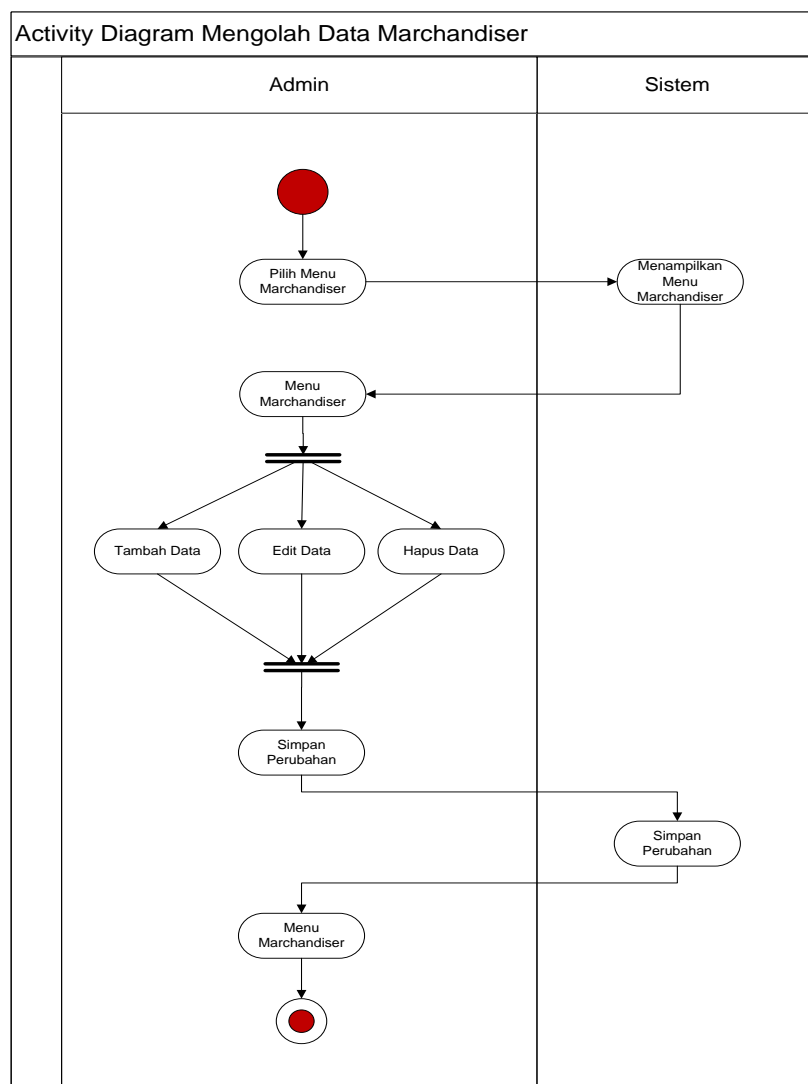 Activity Diagram Mengolah Data Marchandiser
Admin
Sistem
Pilih Menu
Marchandiser
Menampilkan
Menu
Marchandiser
Menu
Marchandiser
Tambah Data
Edit Data
Hapus Data
Simpan
Perubahan
Simpan
Perubahan
Menu
Marchandiser